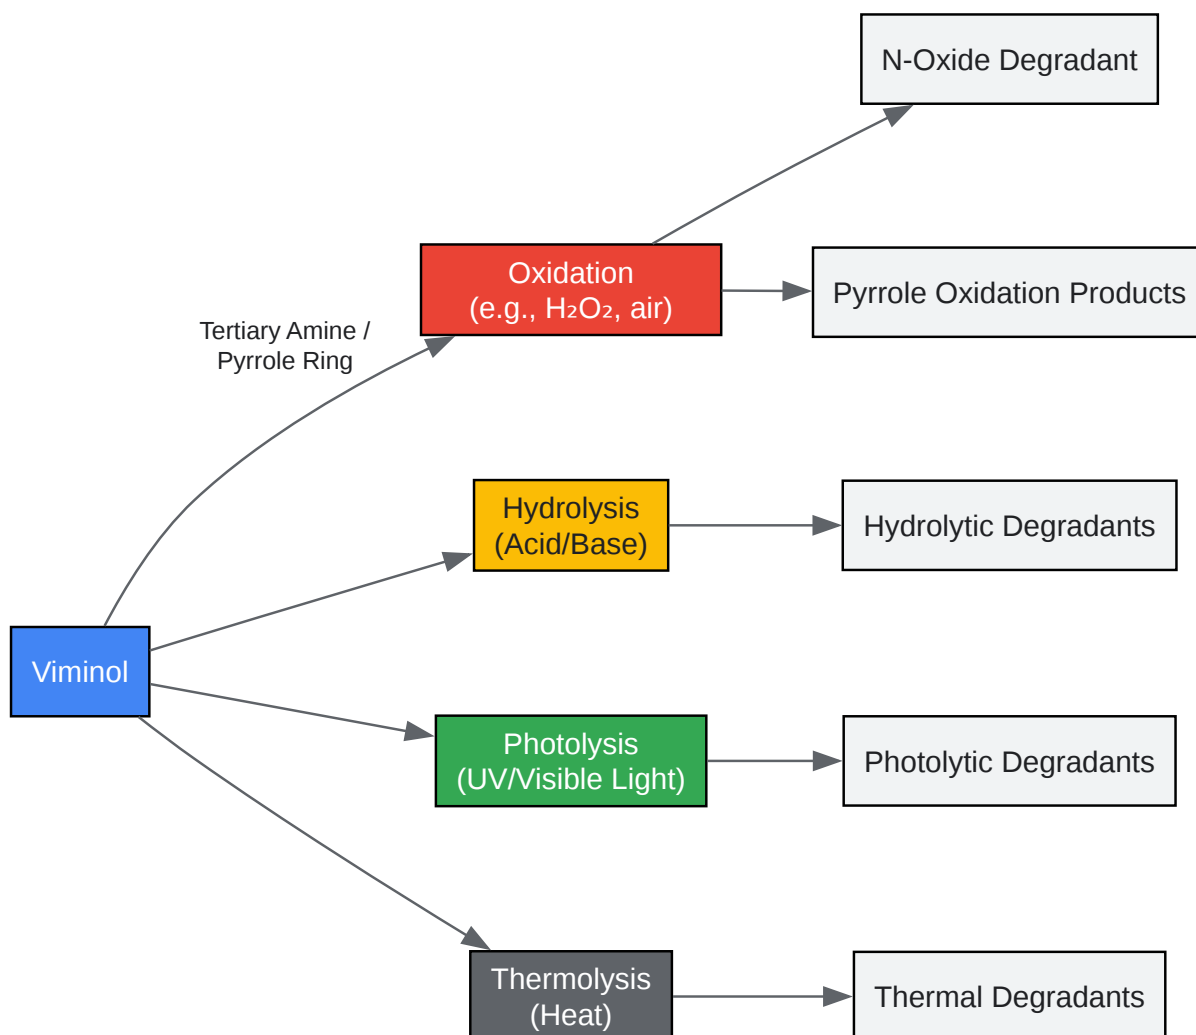 N-Oxide Degradant
Oxidation
(e.g., H₂O₂, air)
Pyrrole Oxidation Products
Tertiary Amine /
Pyrrole Ring
Hydrolysis
(Acid/Base)
Hydrolytic Degradants
Viminol
Photolysis
(UV/Visible Light)
Photolytic Degradants
Thermolysis
(Heat)
Thermal Degradants